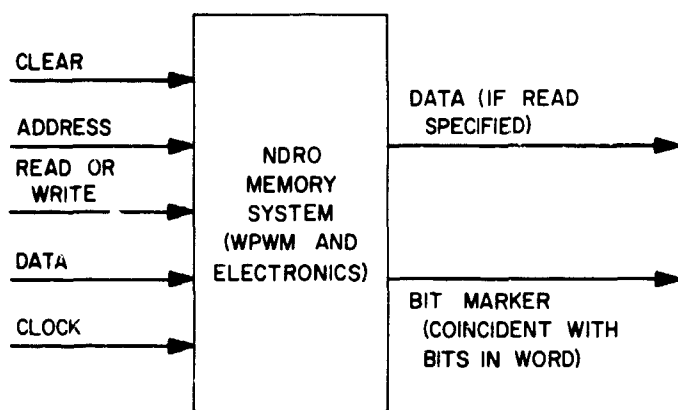 CLEAR
ADDRESS
READ OR
WRITE
DATA
CLOCK
NDRO
MEMORY
SYSTEM
(WPWM AND
ELECTRONICS)
DATA (IF READ
SPECIFIED)
BIT MARKER
(COINCIDENT WITH
BITS IN WORD)